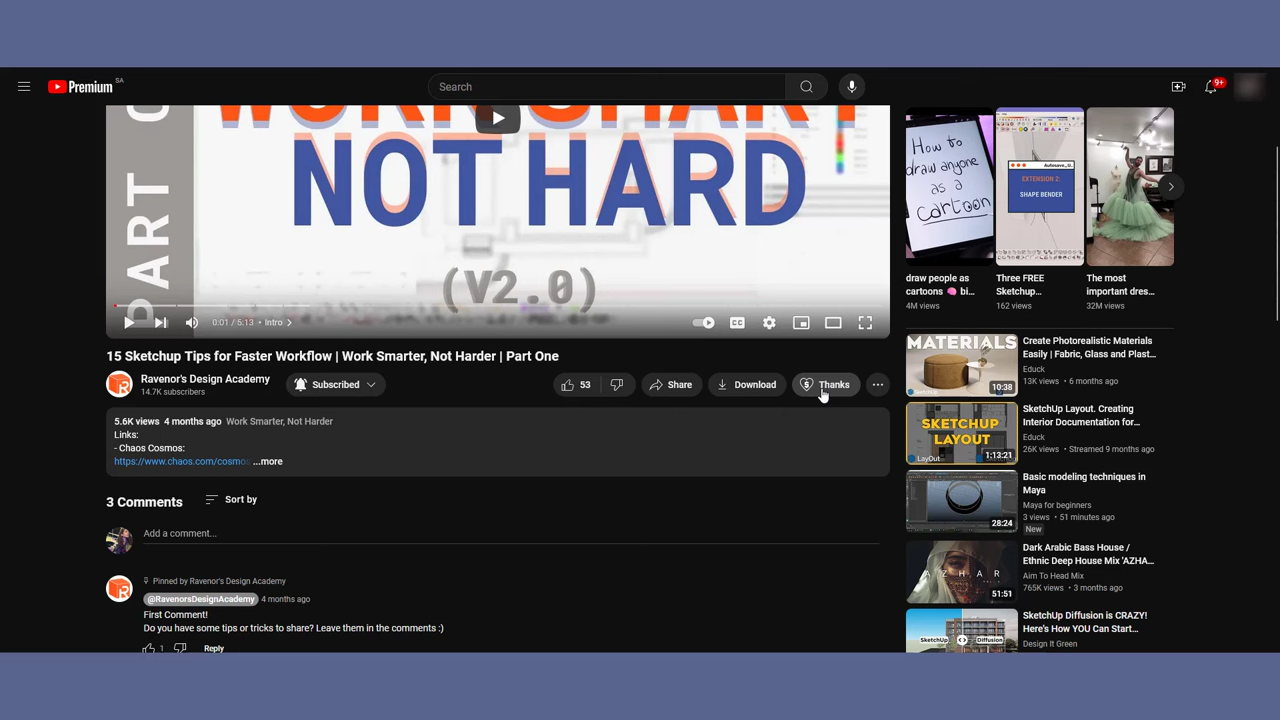 Premium SA
Search
9+
WORK SMART
NOT HARD
(V2.0)
PART O
0:01 / 5:13 • Intro
CC
15 Sketchup Tips for Faster Workflow | Work Smarter, Not Harder | Part One
Ravenor's Design Academy
14.7K subscribers
Subscribed
53
Share
Download
Thanks
5.6K views 4 months ago Work Smarter, Not Harder
Links:
- Chaos Cosmos:
https://www.chaos.com/cosmos ...more
3 Comments
Sort by
Add a comment...
Pinned by Ravenor's Design Academy
@RavenorsDesignAcademy 4 months ago
First Comment!
Do you have some tips or tricks to share? Leave them in the comments :)
1
Reply
How to
draw anyone
as a
cartoon
Autosave_
EXTENSION 2:
SHAPE BENDER
draw people as
cartoons 🧠 bi...
4M views
Three FREE
Sketchup...
162 views
The most
important dres...
32M views
MATERIALS
10:38
Create Photorealistic Materials
Easily | Fabric, Glass and Plast...
Educk
13K views • 6 months ago
SKETCHUP
LAYOUT
LayOut
1:13:21
SketchUp Layout. Creating
Interior Documentation for...
Educk
26K views • Streamed 9 months ago
28:24
Basic modeling techniques in
Maya
Maya for beginners
3 views • 51 minutes ago
New
AZHAR
51:51
Dark Arabic Bass House /
Ethnic Deep House Mix 'AZHA...
Aim To Head Mix
765K views • 3 months ago
SketchUp
Diffusion
SketchUp Diffusion is CRAZY!
Here's HOW YOU Can Start...
Design It Green